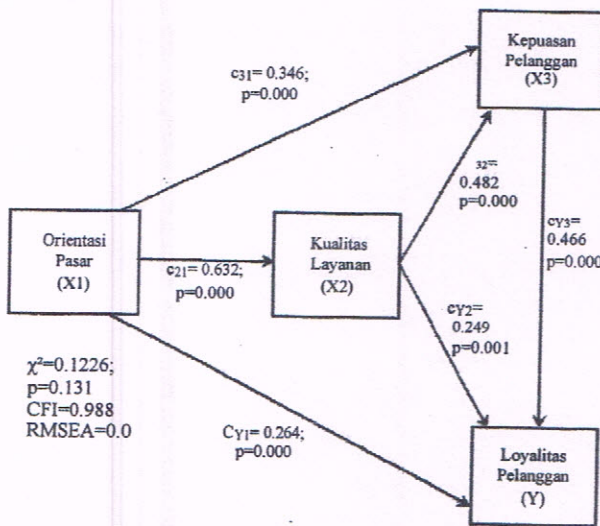 Kepuasan
Pelanggan
(X3)
c31= 0.346;
p=0.000
32=
0.482
p=0.000
cY3=
0.466
p=0.000
Orientasi
Pasar
(X1)
c21= 0.632;
p=0.000
Kualitas
Layanan
(X2)
cY2=
0.249
p=0.001
χ²=0.1226;
p=0.131
CFI=0.988
RMSEA=0.0
CY1= 0.264;
p=0.000
Loyalitas
Pelanggan
(Y)